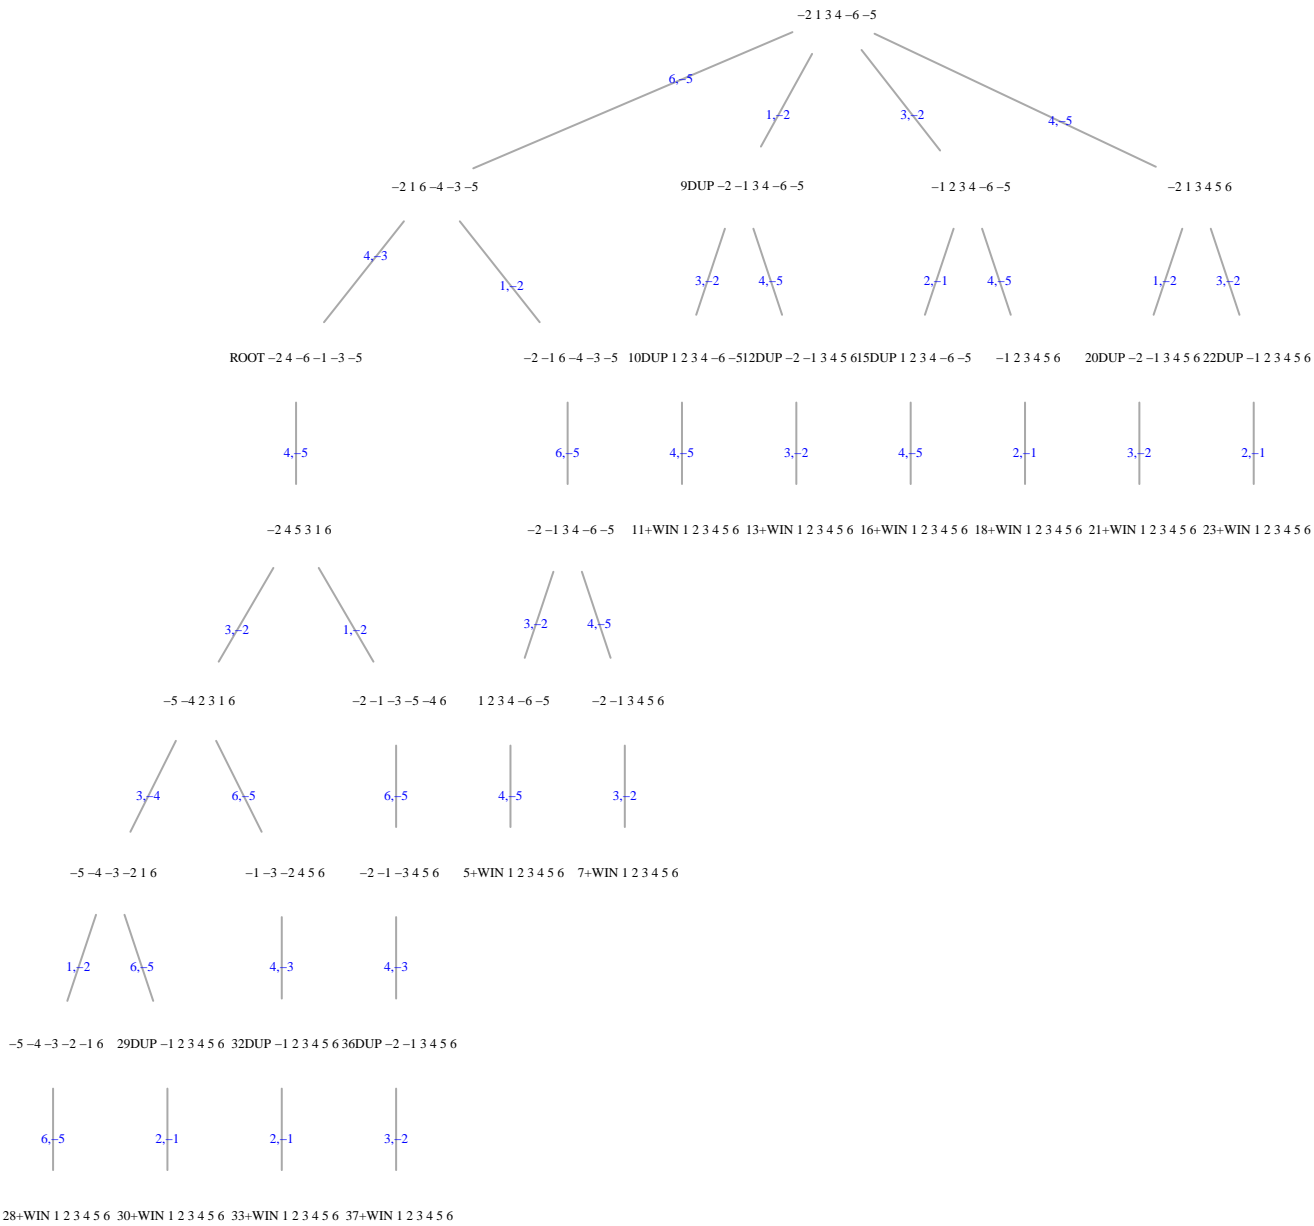 −2 1 3 4 −6 −5
6,−5
1,−2
3,−2
4,−5
−2 1 6 −4 −3 −5
9DUP −2 −1 3 4 −6 −5
−1 2 3 4 −6 −5
−2 1 3 4 5 6
4,−3
1,−2
3,−2
4,−5
2,−1
4,−5
1,−2
3,−2
ROOT −2 4 −6 −1 −3 −5
−2 −1 6 −4 −3 −5
10DUP 1 2 3 4 −6 −5
12DUP −2 −1 3 4 5 6
15DUP 1 2 3 4 −6 −5
−1 2 3 4 5 6
20DUP −2 −1 3 4 5 6
22DUP −1 2 3 4 5 6
4,−5
6,−5
4,−5
3,−2
4,−5
2,−1
3,−2
2,−1
−2 4 5 3 1 6
−2 −1 3 4 −6 −5
11+WIN 1 2 3 4 5 6
13+WIN 1 2 3 4 5 6
16+WIN 1 2 3 4 5 6
18+WIN 1 2 3 4 5 6
21+WIN 1 2 3 4 5 6
23+WIN 1 2 3 4 5 6
3,−2
1,−2
3,−2
4,−5
−5 −4 2 3 1 6
−2 −1 −3 −5 −4 6
1 2 3 4 −6 −5
−2 −1 3 4 5 6
3,−4
6,−5
6,−5
4,−5
3,−2
−5 −4 −3 −2 1 6
−1 −3 −2 4 5 6
−2 −1 −3 4 5 6
5+WIN 1 2 3 4 5 6
7+WIN 1 2 3 4 5 6
1,−2
6,−5
4,−3
4,−3
−5 −4 −3 −2 −1 6
29DUP −1 2 3 4 5 6
32DUP −1 2 3 4 5 6
36DUP −2 −1 3 4 5 6
6,−5
2,−1
2,−1
3,−2
28+WIN 1 2 3 4 5 6
30+WIN 1 2 3 4 5 6
33+WIN 1 2 3 4 5 6
37+WIN 1 2 3 4 5 6